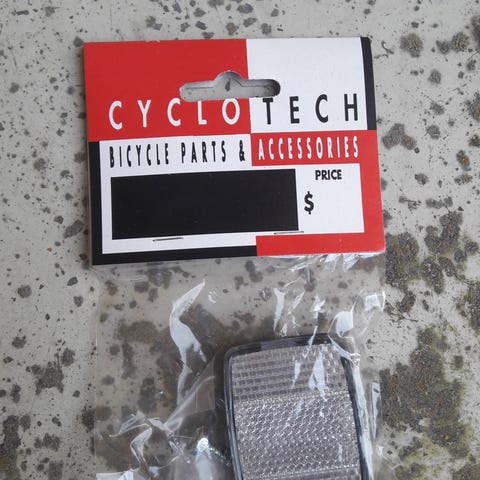 CYCLOTECH
BICYCLE PARTS & ACCESSORIES
PRICE
$